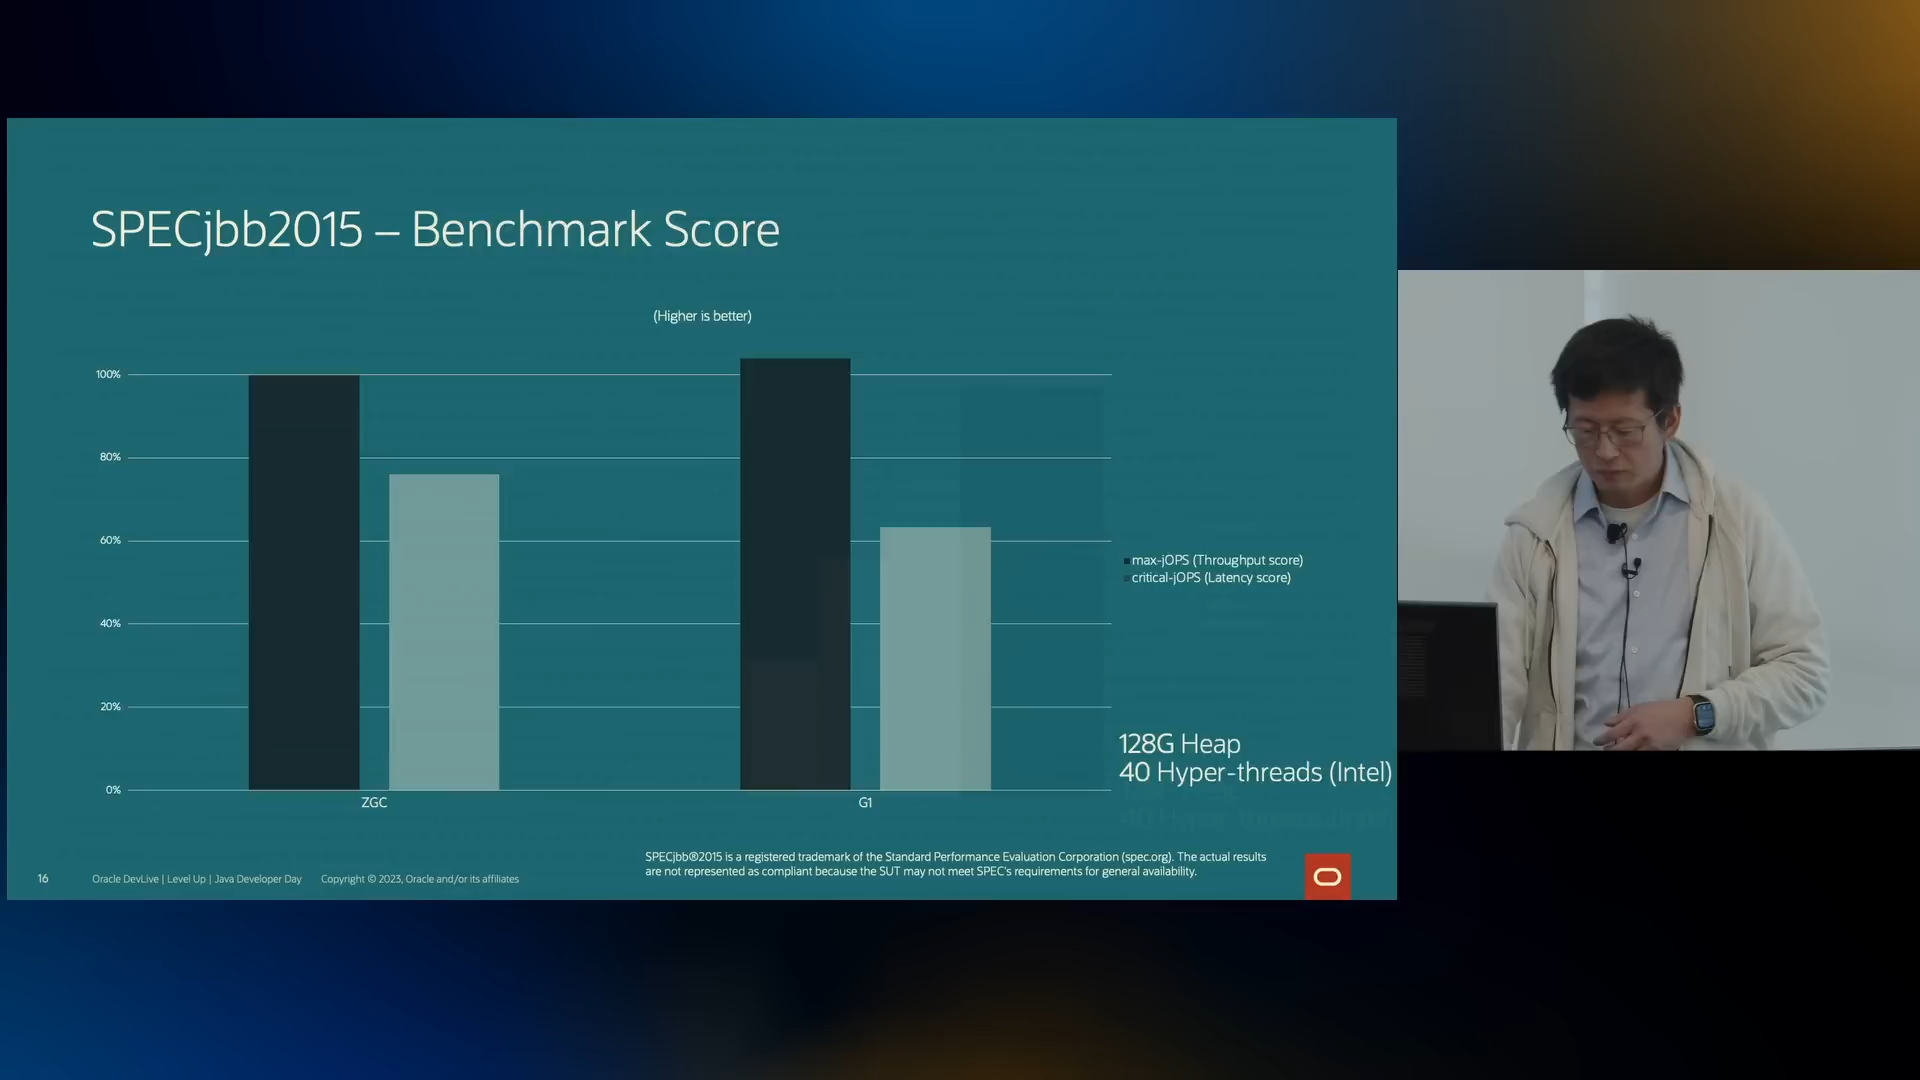 SPECjbb2015 – Benchmark Score
(Higher is better)
100%
80%
60%
40%
20%
0%
ZGC
G1
max-jOPS (Throughput score)
critical-jOPS (Latency score)
128G Heap
40 Hyper-threads (Intel)
SPECjbb®2015 is a registered trademark of the Standard Performance Evaluation Corporation (spec.org). The actual results
are not represented as compliant because the SUT may not meet SPEC's requirements for general availability.
16
Oracle DevLive | Level Up | Java Developer Day
Copyright © 2023, Oracle and/or its affiliates